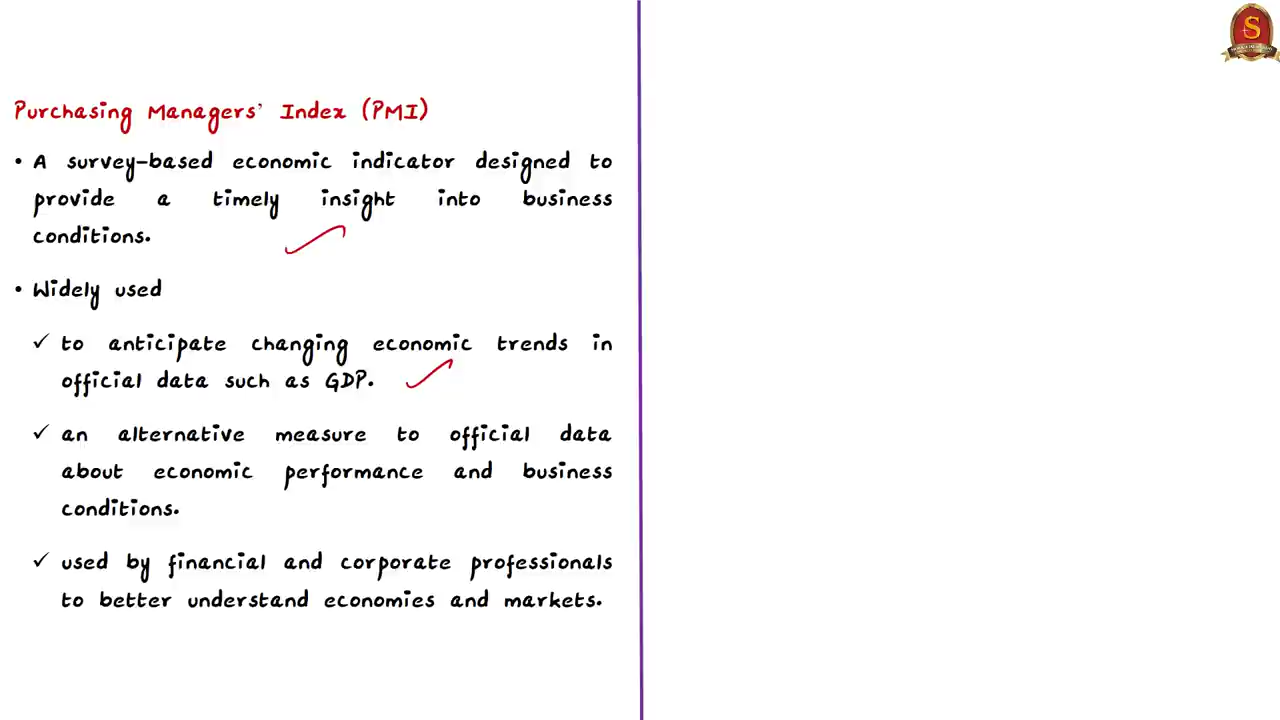 Purchasing Managers' Index (PMI)
• A survey-based economic indicator designed to
provide a timely insight into business
conditions.
• Widely used
✓ to anticipate changing economic trends in
official data such as GDP.
✓ an alternative measure to official data
about economic performance and business
conditions.
✓ used by financial and corporate professionals
to better understand economies and markets.
S